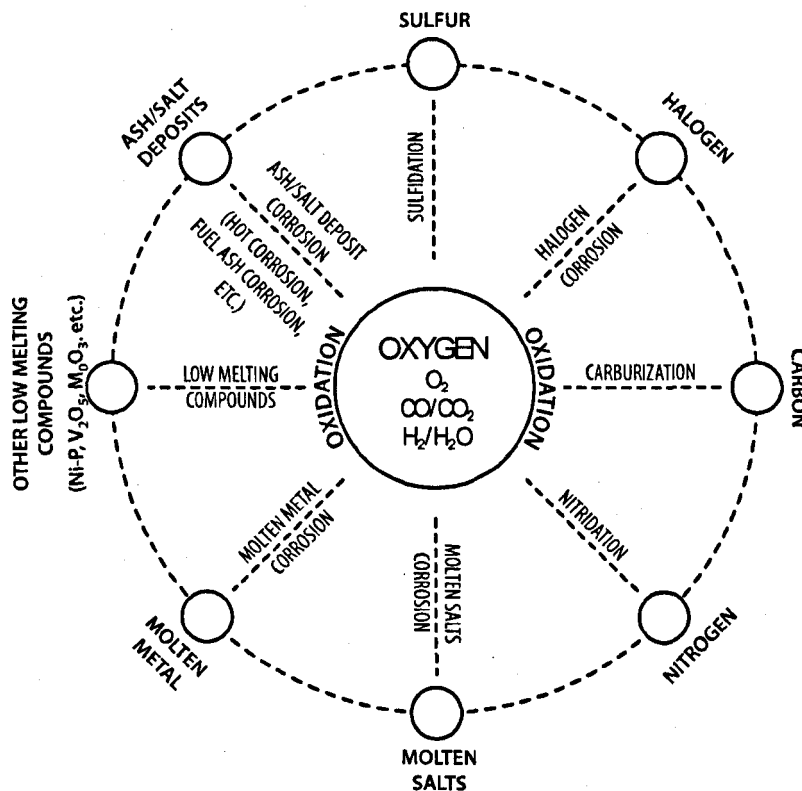 SULFUR
ASH/SALT
DEPOSITS
HALOGEN
SULFIDATION
ASH/SALT DEPOSIT
CORROSION
(HOT CORROSION,
FUEL ASH CORROSION,
ETC.)
HALOGEN
CORROSION
OXIDATION
OXYGEN
O₂
CO/CO₂
H₂/H₂O
OXIDATION
OTHER LOW MELTING
COMPOUNDS
(Ni-P, V₂O₅, M₀O₃. etc.)
LOW MELTING
COMPOUNDS
CARBURIZATION
CARBON
MOLTEN METAL
CORROSION
MOLTEN SALTS
CORROSION
NITRIDATION
MOLTEN
METAL
NITROGEN
MOLTEN
SALTS